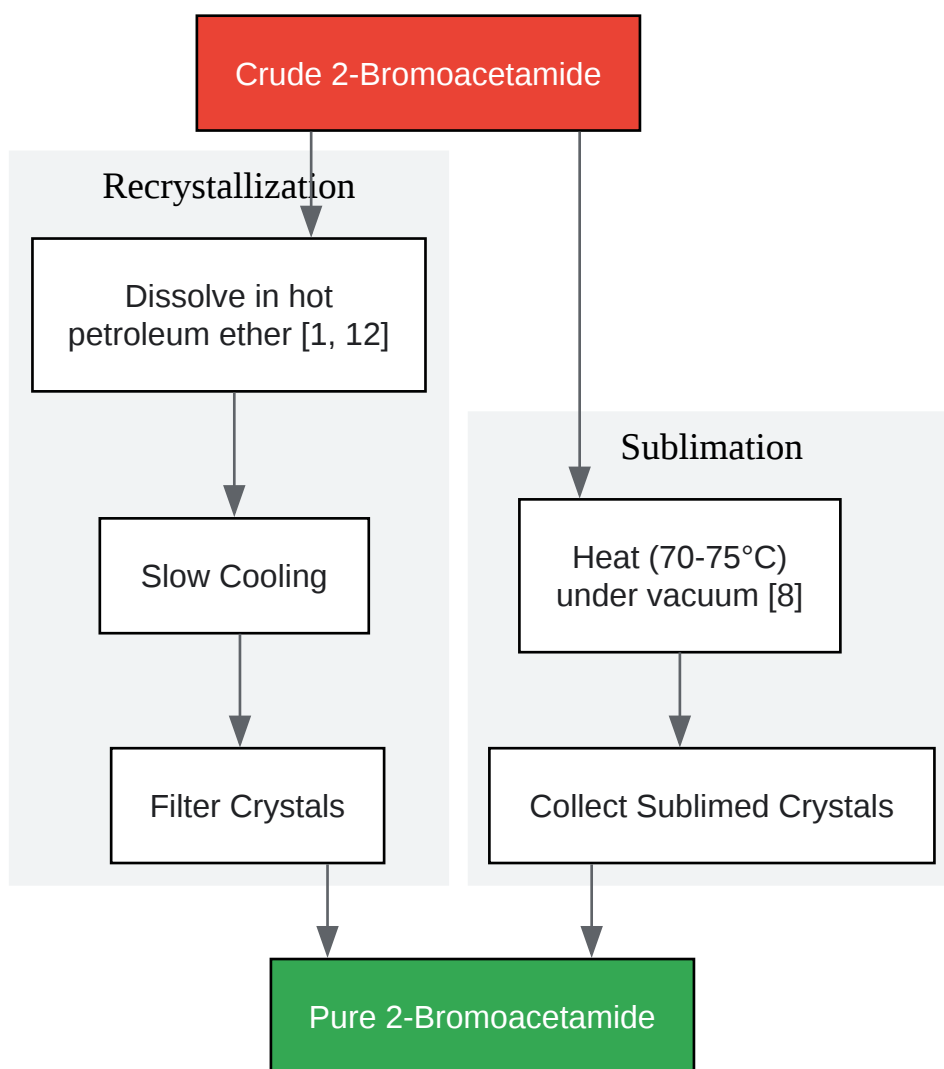 Crude 2-Bromoacetamide
Recrystallization
Dissolve in hot
petroleum ether [1, 12]
Slow Cooling
Filter Crystals
Sublimation
Heat (70-75°C)
under vacuum [8]
Collect Sublimed Crystals
Pure 2-Bromoacetamide